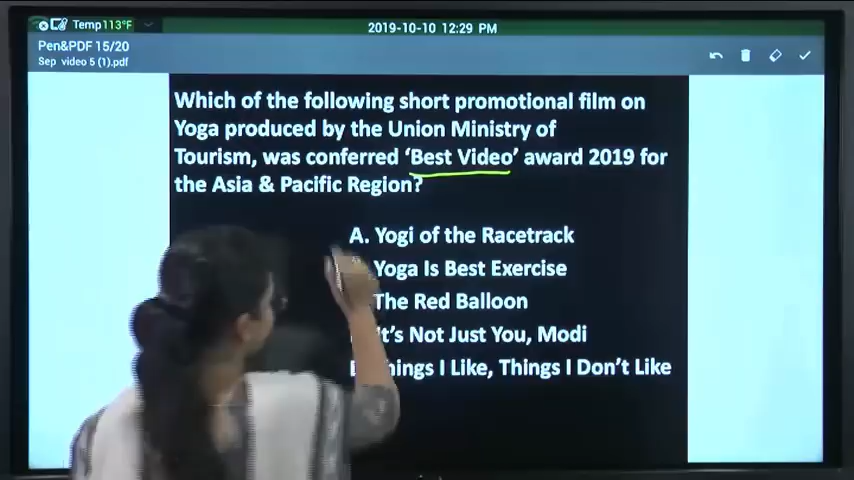 Temp 113°F
2019-10-10 12:29 PM
Pen&PDF 15/20
Sep video 5 (1).pdf
Which of the following short promotional film on
Yoga produced by the Union Ministry of
Tourism, was conferred ‘Best Video’ award 2019 for
the Asia & Pacific Region?
A. Yogi of the Racetrack
Yoga Is Best Exercise
The Red Balloon
It’s Not Just You, Modi
Things I Like, Things I Don’t Like